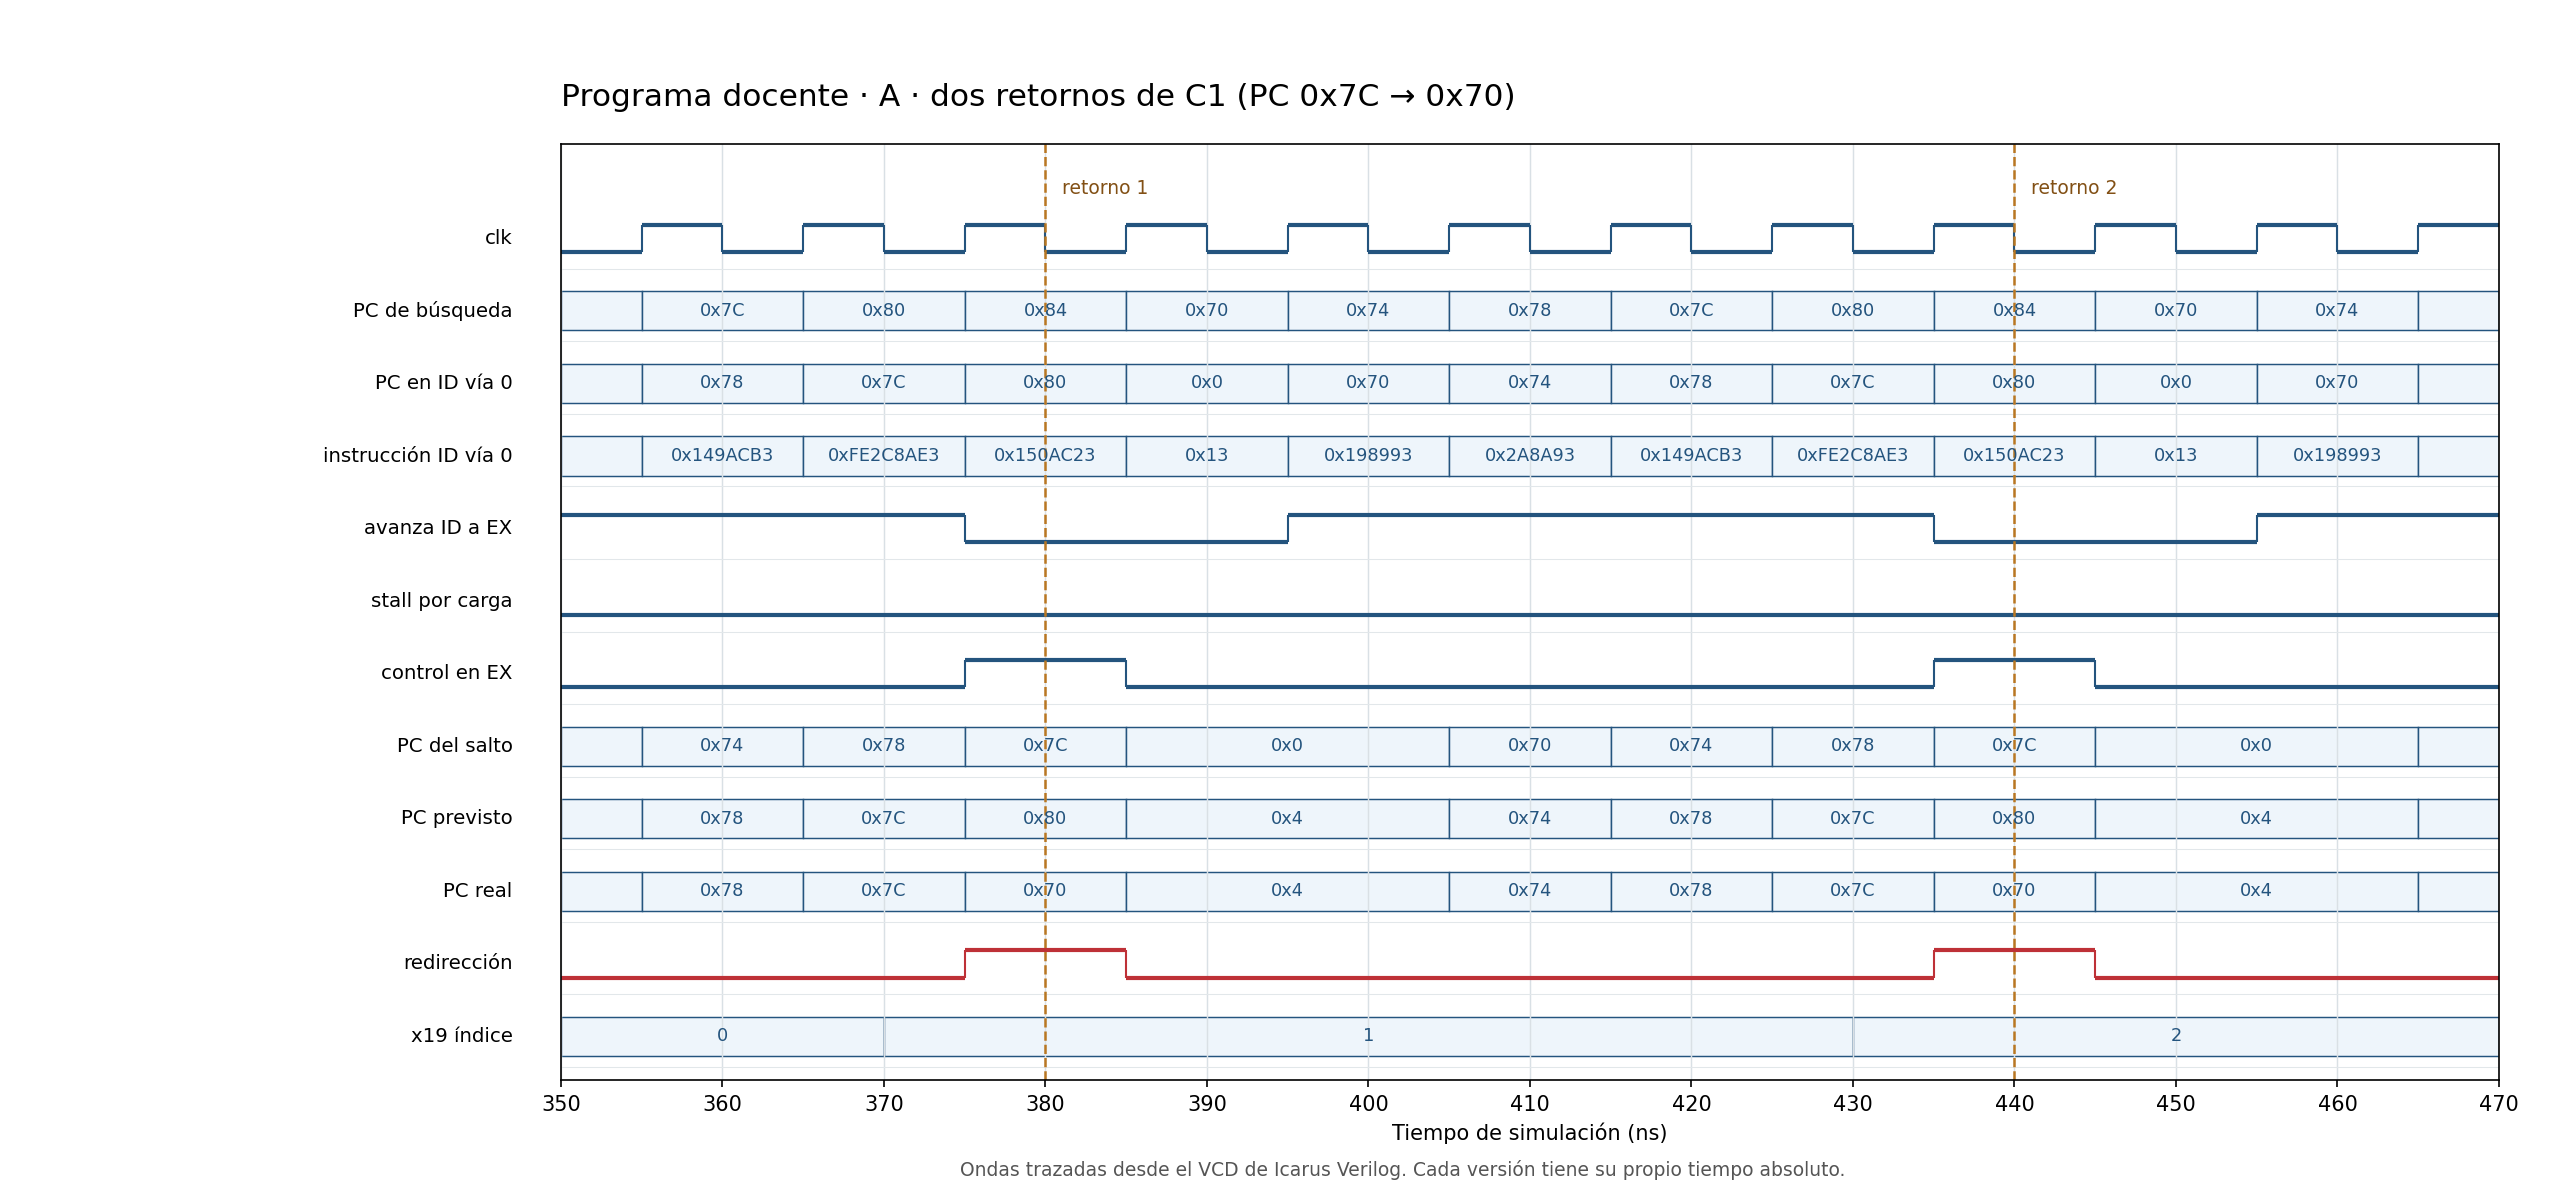 Programa docente · A · dos retornos de C1 (PC 0x7C → 0x70)
retorno 1 retorno 2
clk
PC de búsqueda 0x7C 0x80 0x84 0x70 0x74 0x78 0x7C 0x80 0x84 0x70 0x74
PC en ID vía 0 0x78 0x7C 0x80 0x0 0x70 0x74 0x78 0x7C 0x80 0x0 0x70
instrucción ID vía 0 0x149ACB3 0xFE2C8AE3 0x150AC23 0x13 0x198993 0x2A8A93 0x149ACB3 0xFE2C8AE3 0x150AC23 0x13 0x198993
avanza ID a EX
stall por carga
control en EX
PC del salto 0x74 0x78 0x7C 0x0 0x70 0x74 0x78 0x7C 0x0
PC previsto 0x78 0x7C 0x80 0x4 0x74 0x78 0x7C 0x80 0x4
PC real 0x78 0x7C 0x70 0x4 0x74 0x78 0x7C 0x70 0x4
redirección
x19 índice 0 1 2
350 360 370 380 390 400 410 420 430 440 450 460 470
Tiempo de simulación (ns)
Ondas trazadas desde el VCD de Icarus Verilog. Cada versión tiene su propio tiempo absoluto.